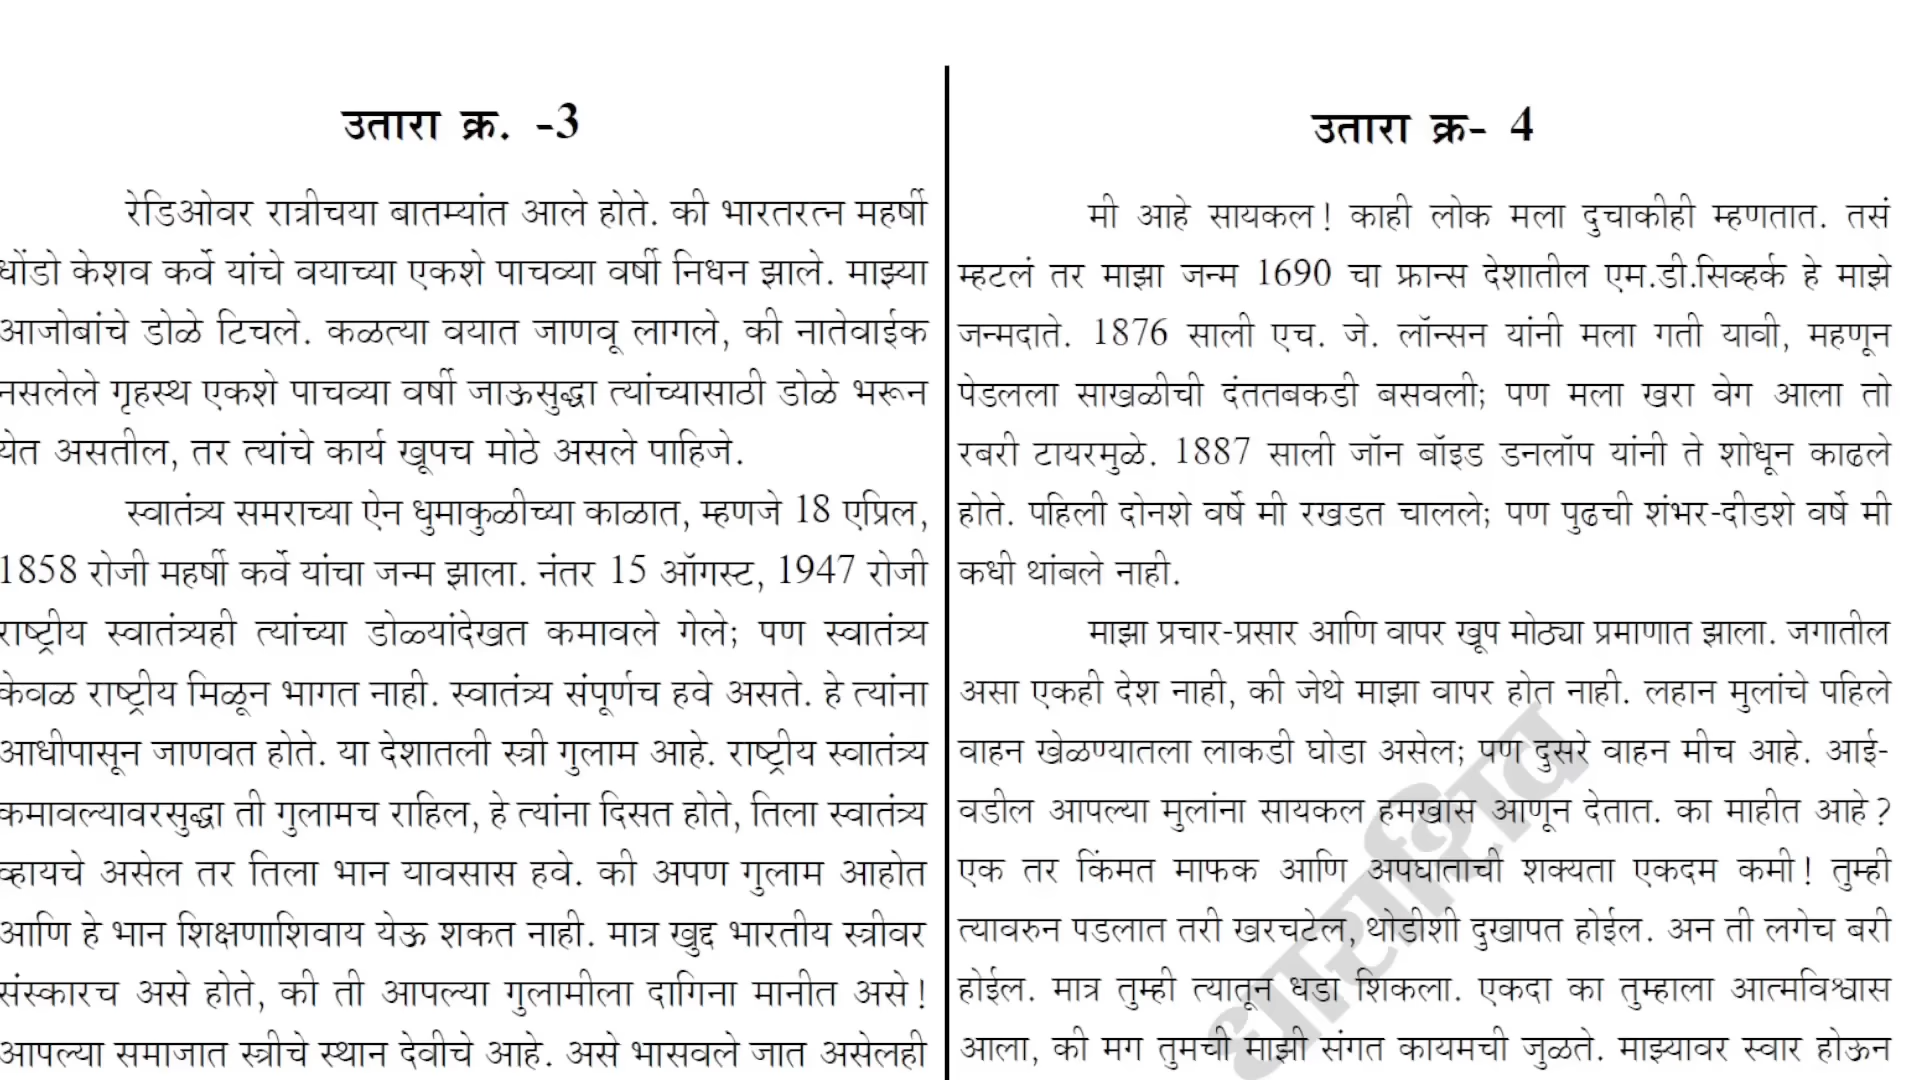 उतारा क्र. -3
रेडिओवर रात्रीचया बातम्यांत आले होते. की भारतरत्न महर्षी
धोंडो केशव कर्वे यांचे वयाच्या एकशे पाचव्या वर्षी निधन झाले. माझ्या
आजोबांचे डोळे टिचले. कळत्या वयात जाणवू लागले, की नातेवाईक
नसलेले गृहस्थ एकशे पाचव्या वर्षी जाऊसुद्धा त्यांच्यासाठी डोळे भरून
येत असतील, तर त्यांचे कार्य खूपच मोठे असले पाहिजे.
स्वातंत्र्य समराच्या ऐन धुमाकुळीच्या काळात, म्हणजे 18 एप्रिल,
1858 रोजी महर्षी कर्वे यांचा जन्म झाला. नंतर 15 ऑगस्ट, 1947 रोजी
राष्ट्रीय स्वातंत्र्यही त्यांच्या डोळ्यांदेखत कमावले गेले; पण स्वातंत्र्य
केवळ राष्ट्रीय मिळून भागत नाही. स्वातंत्र्य संपूर्णच हवे असते. हे त्यांना
आधीपासून जाणवत होते. या देशातली स्त्री गुलाम आहे. राष्ट्रीय स्वातंत्र्य
कमावल्यावरसुद्धा ती गुलामच राहिल, हे त्यांना दिसत होते, तिला स्वातंत्र्य
व्हायचे असेल तर तिला भान यावसास हवे. की अपण गुलाम आहोत
आणि हे भान शिक्षणाशिवाय येऊ शकत नाही. मात्र खुद्द भारतीय स्त्रीवर
संस्कारच असे होते, की ती आपल्या गुलामीला दागिना मानीत असे!
आपल्या समाजात स्त्रीचे स्थान देवीचे आहे. असे भासवले जात असेलही
उतारा क्र- 4
मी आहे सायकल! काही लोक मला दुचाकीही म्हणतात. तसं
म्हटलं तर माझा जन्म 1690 चा फ्रान्स देशातील एम.डी.सिव्हर्क हे माझे
जन्मदाते. 1876 साली एच. जे. लॉन्सन यांनी मला गती यावी, महणून
पेडलला साखळीची दंततबकडी बसवली; पण मला खरा वेग आला तो
रबरी टायरमुळे. 1887 साली जॉन बॉइड डनलॉप यांनी ते शोधून काढले
होते. पहिली दोनशे वर्षे मी रखडत चालले; पण पुढची शंभर-दीडशे वर्षे मी
कधी थांबले नाही.
माझा प्रचार-प्रसार आणि वापर खूप मोठ्या प्रमाणात झाला. जगातील
असा एकही देश नाही, की जेथे माझा वापर होत नाही. लहान मुलांचे पहिले
वाहन खेळण्यातला लाकडी घोडा असेल; पण दुसरे वाहन मीच आहे. आई-
वडील आपल्या मुलांना सायकल हमखास आणून देतात. का माहीत आहे?
एक तर किंमत माफक आणि अपघाताची शक्यता एकदम कमी! तुम्ही
त्यावरुन पडलात तरी खरचटेल, थोडीशी दुखापत होईल. अन ती लगेच बरी
होईल. मात्र तुम्ही त्यातून धडा शिकला. एकदा का तुम्हाला आत्मविश्वास
आला, की मग तुमची माझी संगत कायमची जुळते. माझ्यावर स्वार होऊन
धाराशिव